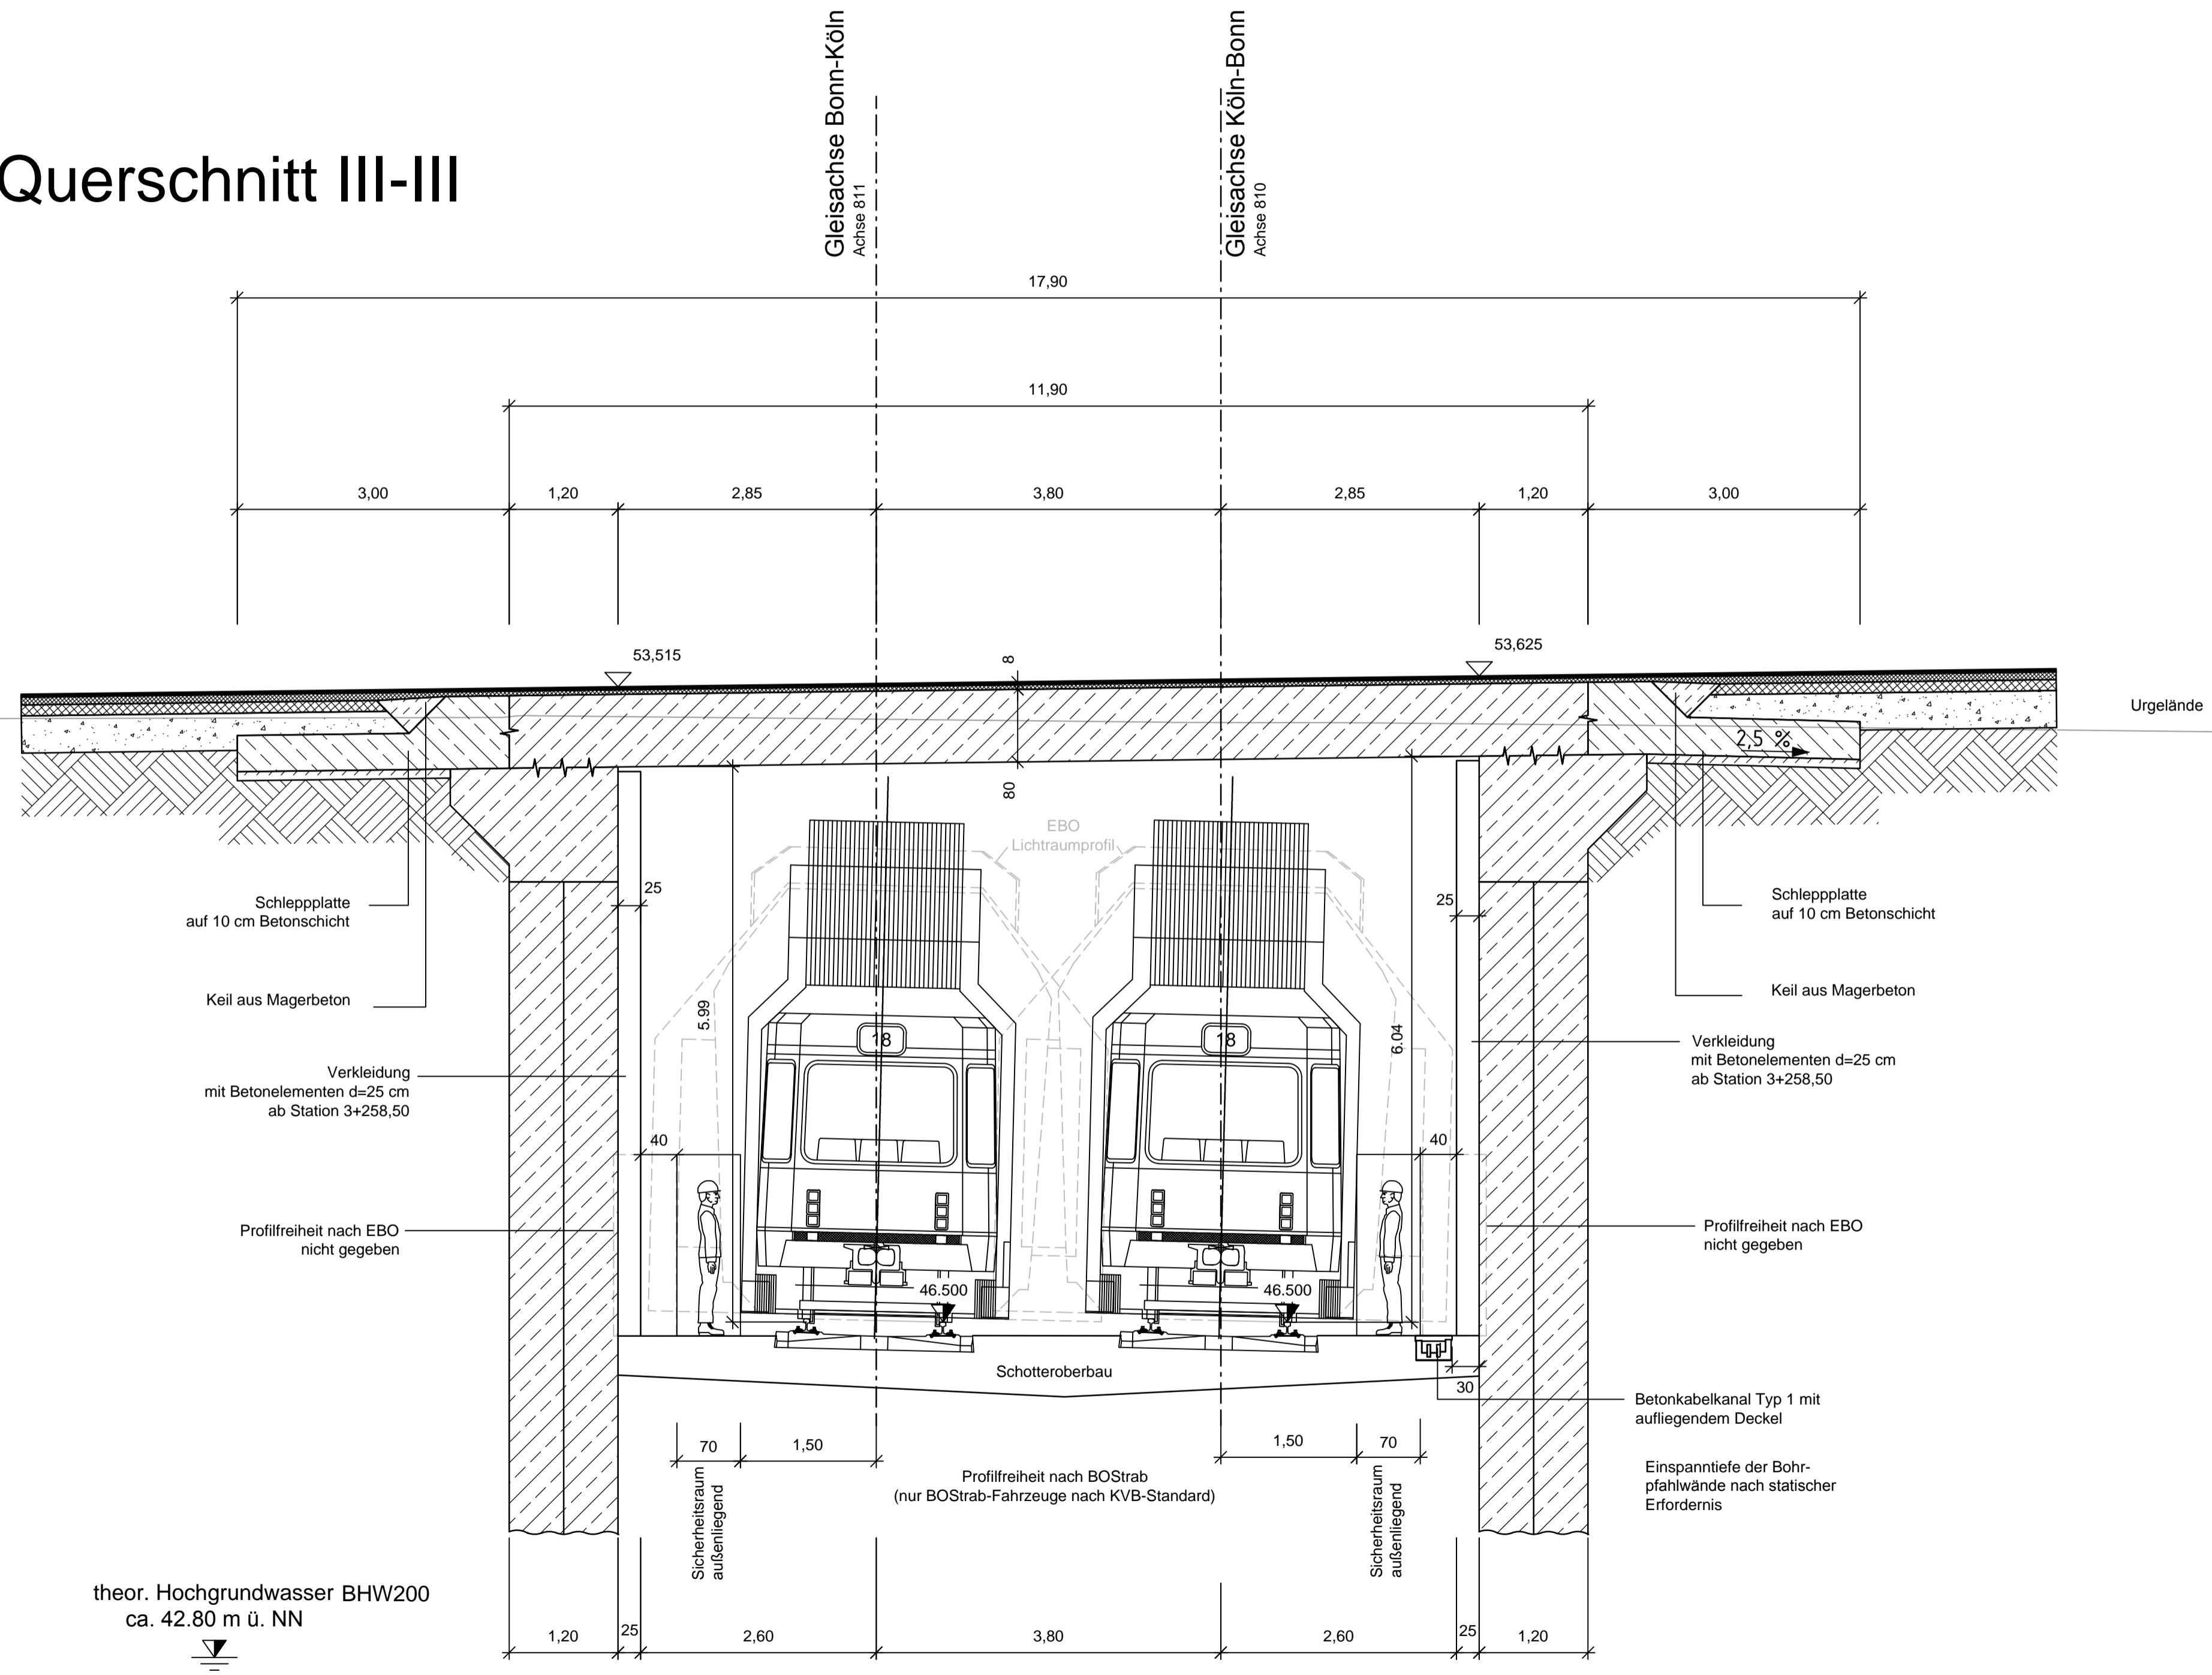 Querschnitt III-III
Gleisachse Bonn-Köln
Achse 811
Gleisachse Köln-Bonn
Achse 810
17,90
11,90
3,00
1,20
2,85
3,80
2,85
1,20
3,00
53,515
8
53,625
Urgelände
2,5 %
80
EBO
Lichtraumprofil
25
25
Schleppplatte
auf 10 cm Betonschicht
Schleppplatte
auf 10 cm Betonschicht
Keil aus Magerbeton
Keil aus Magerbeton
5.99
6.04
18
18
Verkleidung
mit Betonelementen d=25 cm
ab Station 3+258,50
Verkleidung
mit Betonelementen d=25 cm
ab Station 3+258,50
40
40
Profilfreiheit nach EBO
nicht gegeben
Profilfreiheit nach EBO
nicht gegeben
46.500
46.500
Schotteroberbau
30
Betonkabelkanal Typ 1 mit
aufliegendem Deckel
70
1,50
1,50
70
Sicherheitsraum
außenliegend
Profilfreiheit nach BOStrab
(nur BOStrab-Fahrzeuge nach KVB-Standard)
Sicherheitsraum
außenliegend
Einspanntiefe der Bohr-
pfahlwände nach statischer
Erfordernis
theor. Hochgrundwasser BHW200
ca. 42.80 m ü. NN
1,20
25
2,60
3,80
2,60
25
1,20